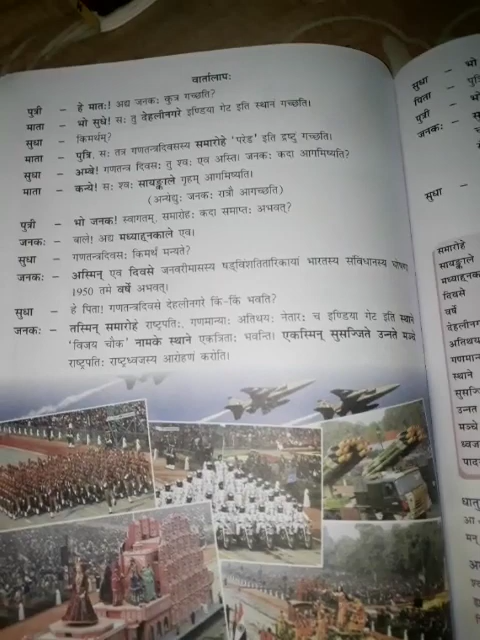 वार्तालापः
पुत्री – हे मातः! अद्य जनकः कुत्र गच्छति?
माता – भो सुधे! सः तु देहलीनगरे इण्डिया गेट इति स्थानं गच्छति।
सुधा – किमर्थम्?
माता – पुत्रि, सः तत्र गणतन्त्रदिवसस्य समारोहे 'परेड' इति द्रष्टुं गच्छति।
सुधा – अम्बे! गणतन्त्र दिवसः तु श्वः एव अस्ति। जनकः कदा आगमिष्यति?
माता – कन्ये! सः श्वः सायङ्काले गृहम् आगमिष्यति।
(अन्येद्युः जनकः रात्रौ आगच्छति)
पुत्री – भो जनक! स्वागतम्, समारोहः कदा समाप्तः अभवत्?
जनकः – बाले! अद्य मध्याह्नकाले एव।
सुधा – गणतन्त्रदिवसः किमर्थं मन्यते?
जनकः – अस्मिन् एव दिवसे जनवरीमासस्य षड्विंशतितारिकायां भारतस्य संविधानस्य
1950 तमे वर्षे अभवत्।
सुधा – हे पिता! गणतन्त्रदिवसे देहलीनगरे किं-किं भवति?
जनकः – तस्मिन् समारोहे राष्ट्रपतिः, गणमान्याः अतिथयः नेतारः च इण्डिया गेट इति स्थाने
'विजय चौक' नामके स्थाने एकत्रिताः भवन्ति। एकस्मिन् सुसज्जिते उन्नते मञ्चे
राष्ट्रपतिः राष्ट्रध्वजस्य आरोहणं करोति।
सुधा – भो
पिता –
पुत्री –
जनकः –
सुधा –
समारोहे
सायङ्काले
मध्याह्नका
दिवसे
वर्षे
देहलीनग
अतिथय
गणमान
स्थाने
सुसज्जि
उन्नत
मञ्चे
ध्वज
पाद
धातु
आ
मन्